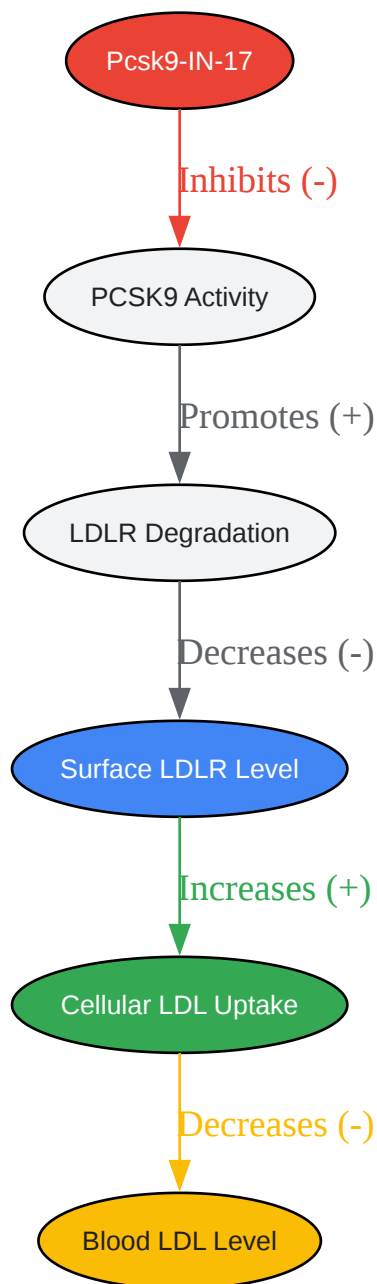 Pcsk9-IN-17
Inhibits (-)
PCSK9 Activity
Promotes (+)
LDLR Degradation
Decreases (-)
Surface LDLR Level
Increases (+)
Cellular LDL Uptake
Decreases (-)
Blood LDL Level